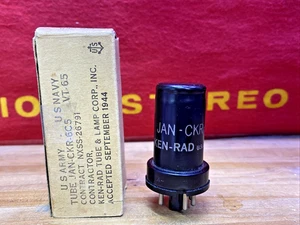 U.S. ARMY U.S. NAVY
TUBE JAN-CKR-6C5 VT-65
CONTRACT NXSS-26791
CONTRACTOR,
KEN-RAD TUBE & LAMP CORP., INC.
ACCEPTED SEPTEMBER 1944
IO STEREO
JAN-CKR
KEN-RAD